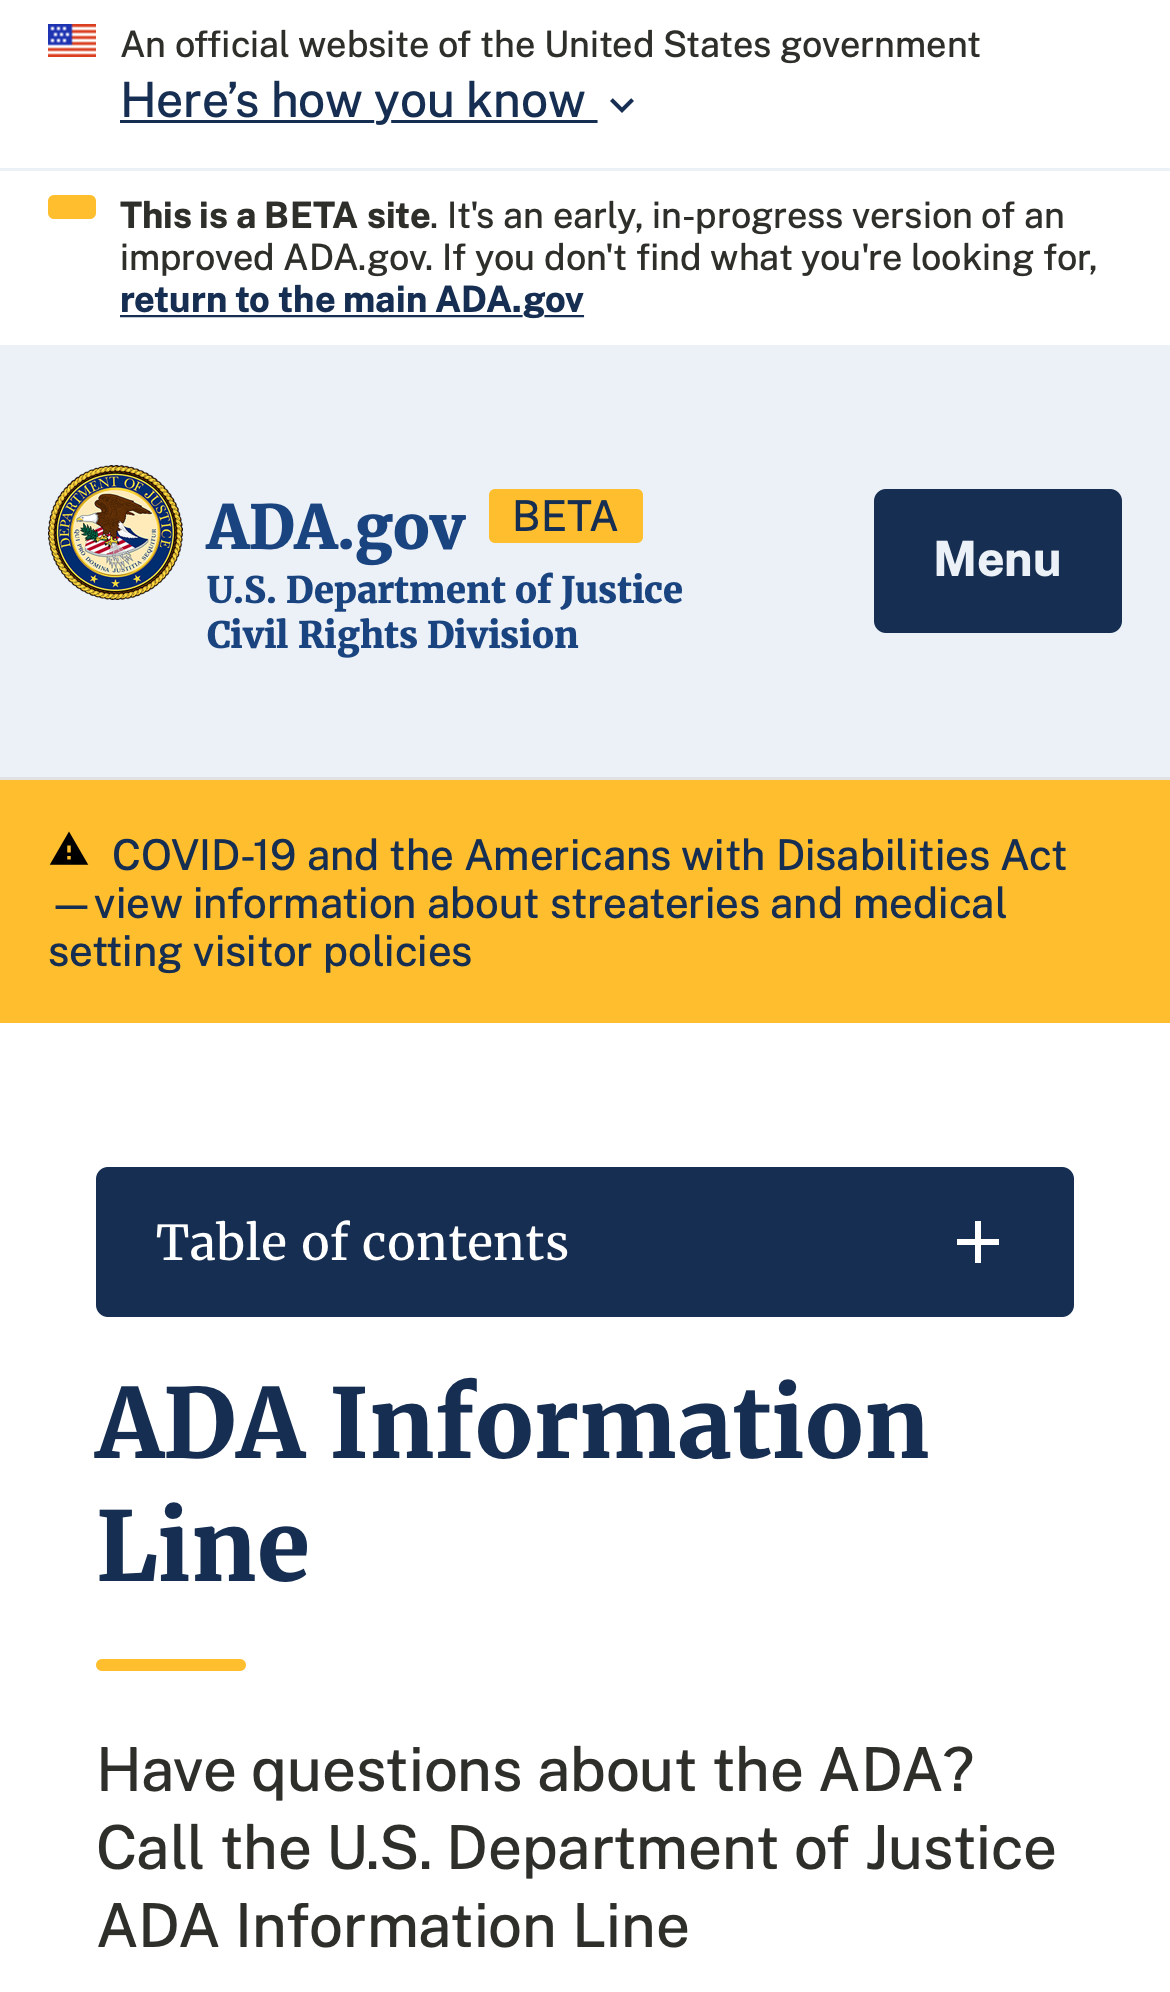 An official website of the United States government
Here’s how you know
This is a BETA site. It's an early, in-progress version of an
improved ADA.gov. If you don't find what you're looking for,
return to the main ADA.gov
DEPARTMENT OF JUSTICE
QUI PRO DOMINA JUSTITIA SEQUITUR
ADA.gov BETA
U.S. Department of Justice
Civil Rights Division
Menu
COVID-19 and the Americans with Disabilities Act
—view information about streateries and medical
setting visitor policies
Table of contents
ADA Information
Line
Have questions about the ADA?
Call the U.S. Department of Justice
ADA Information Line